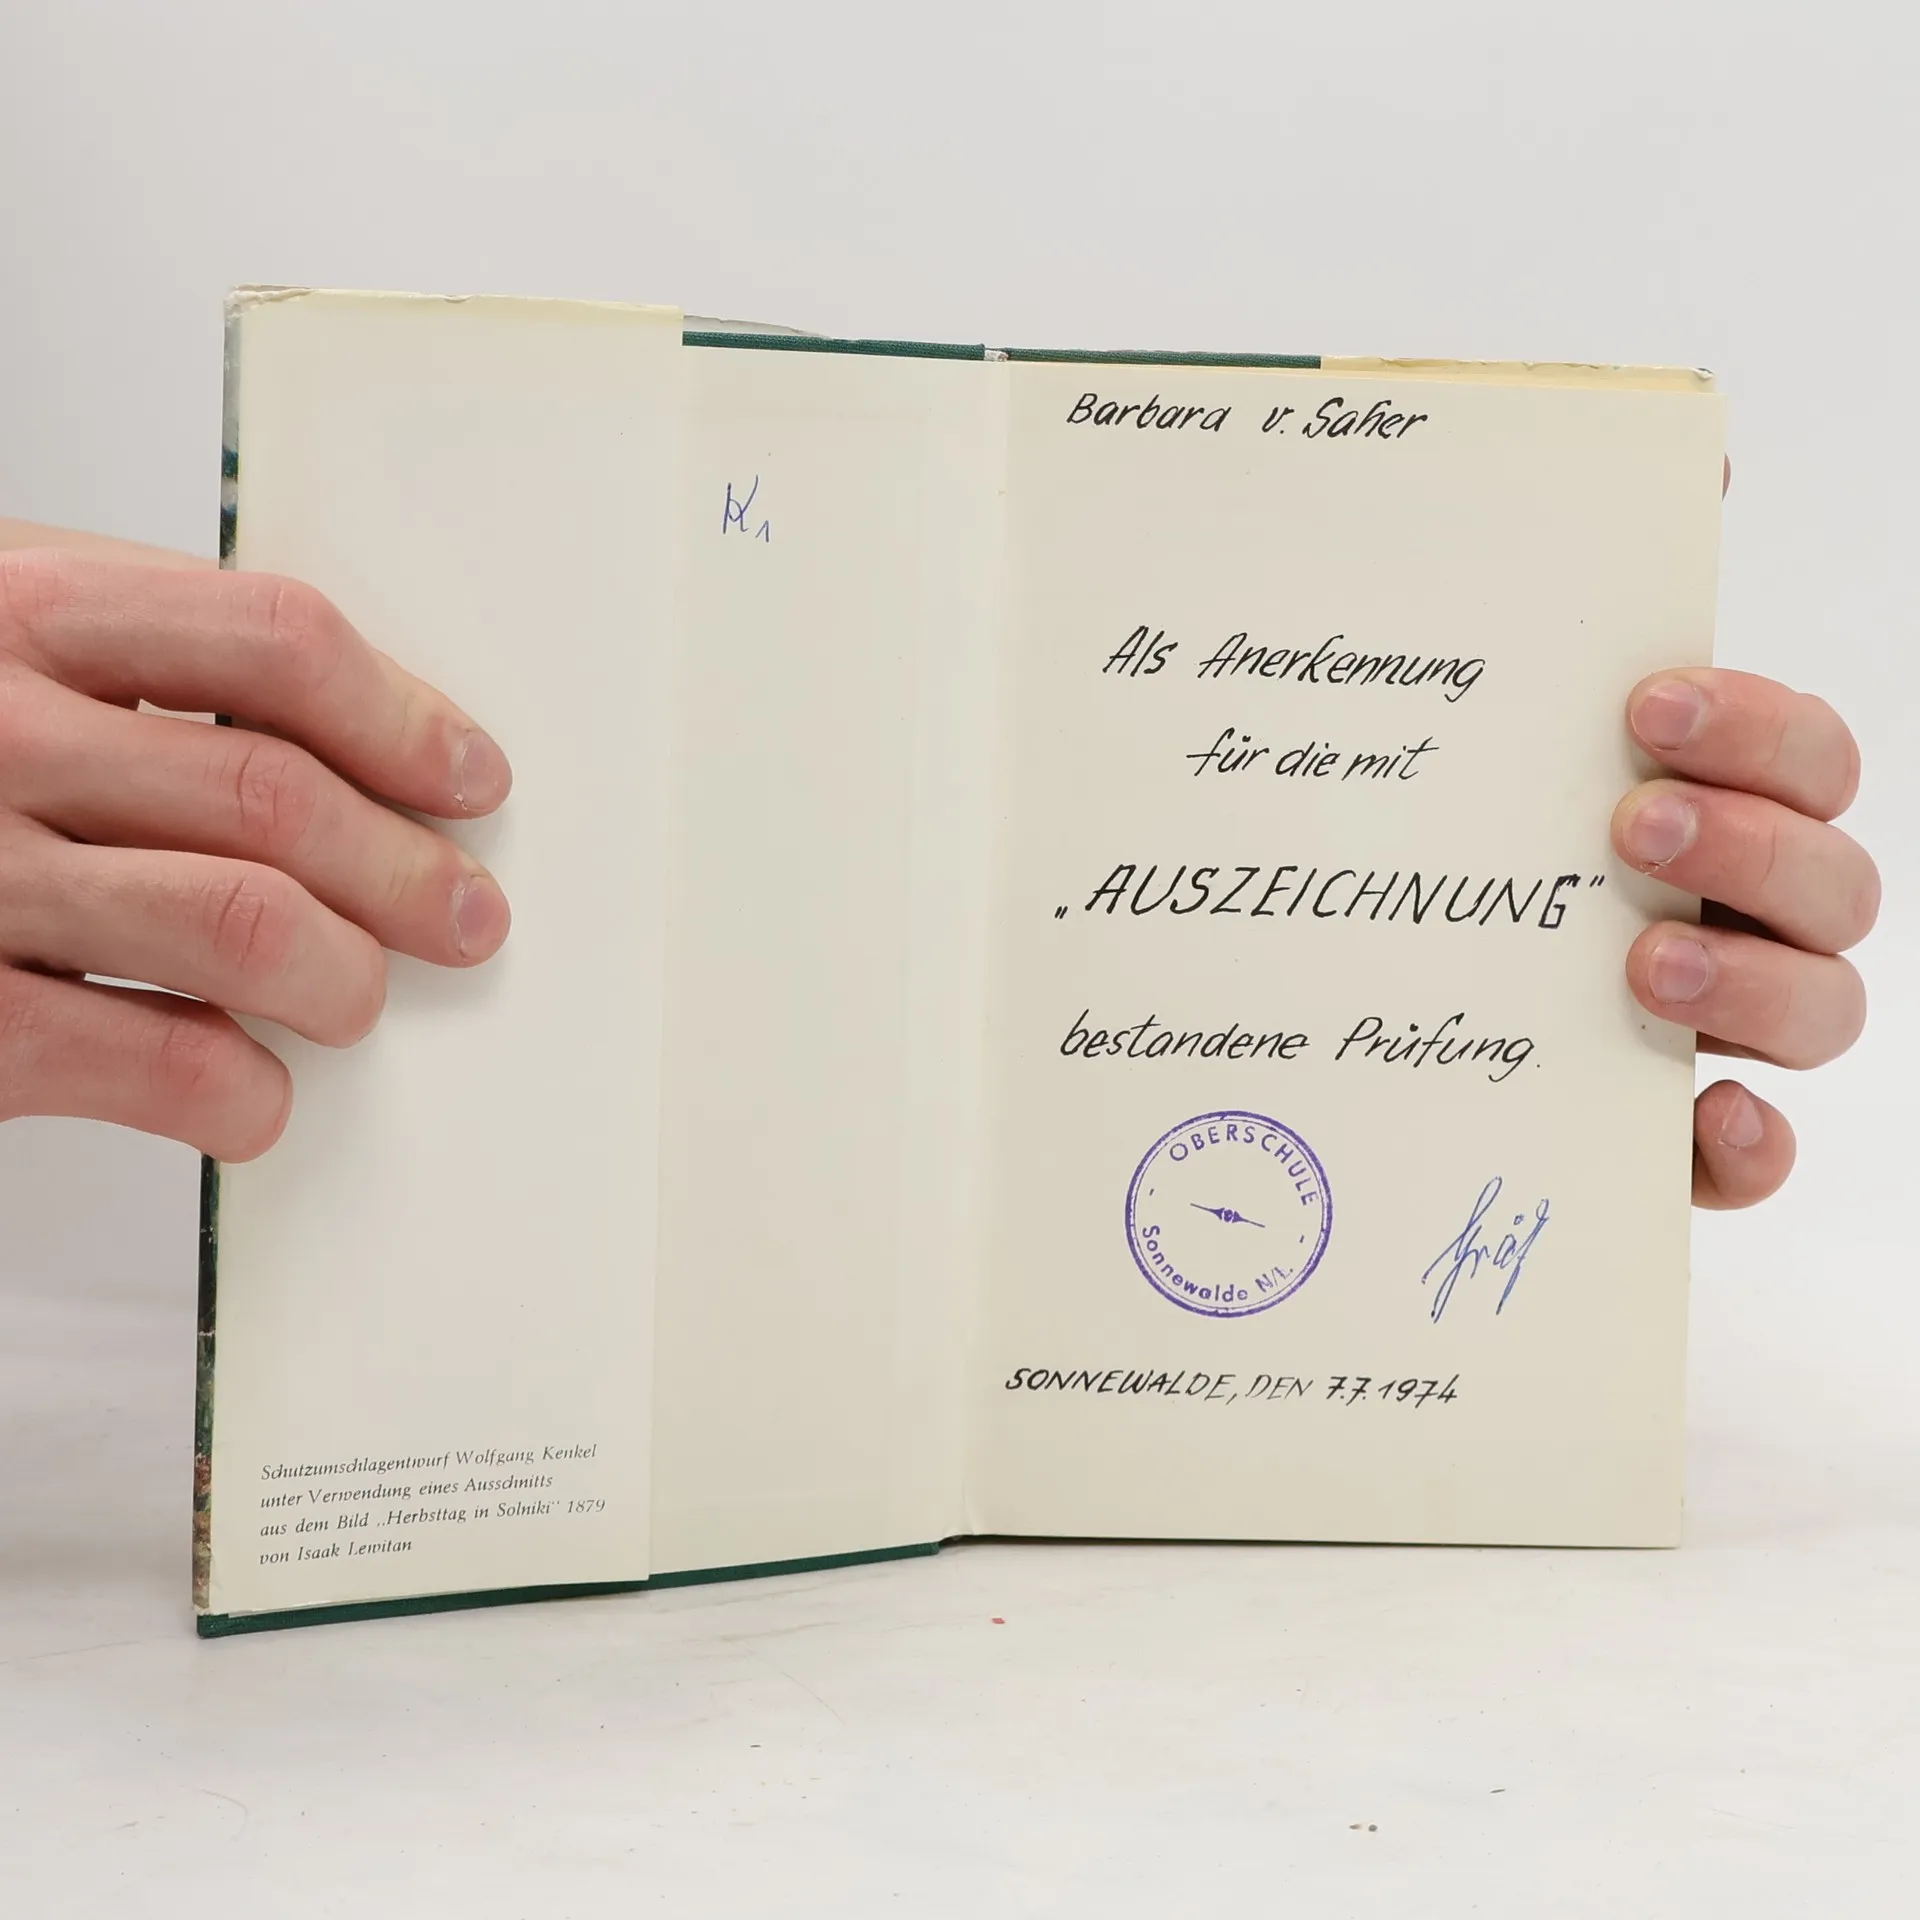 K1
Schutzumschlagentwurf Wolfgang Kenkel
unter Verwendung eines Ausschnitts
aus dem Bild „Herbsttag in Solniki“ 1879
von Isaak Lewitan
Barbara v. Saher
Als Anerkennung
für die mit
„AUSZEICHNUNG“
bestandene Prüfung.
OBERSCHULE
- Sonnewalde N/L. -
Gräf
SONNEWALDE, DEN 7.7.1974